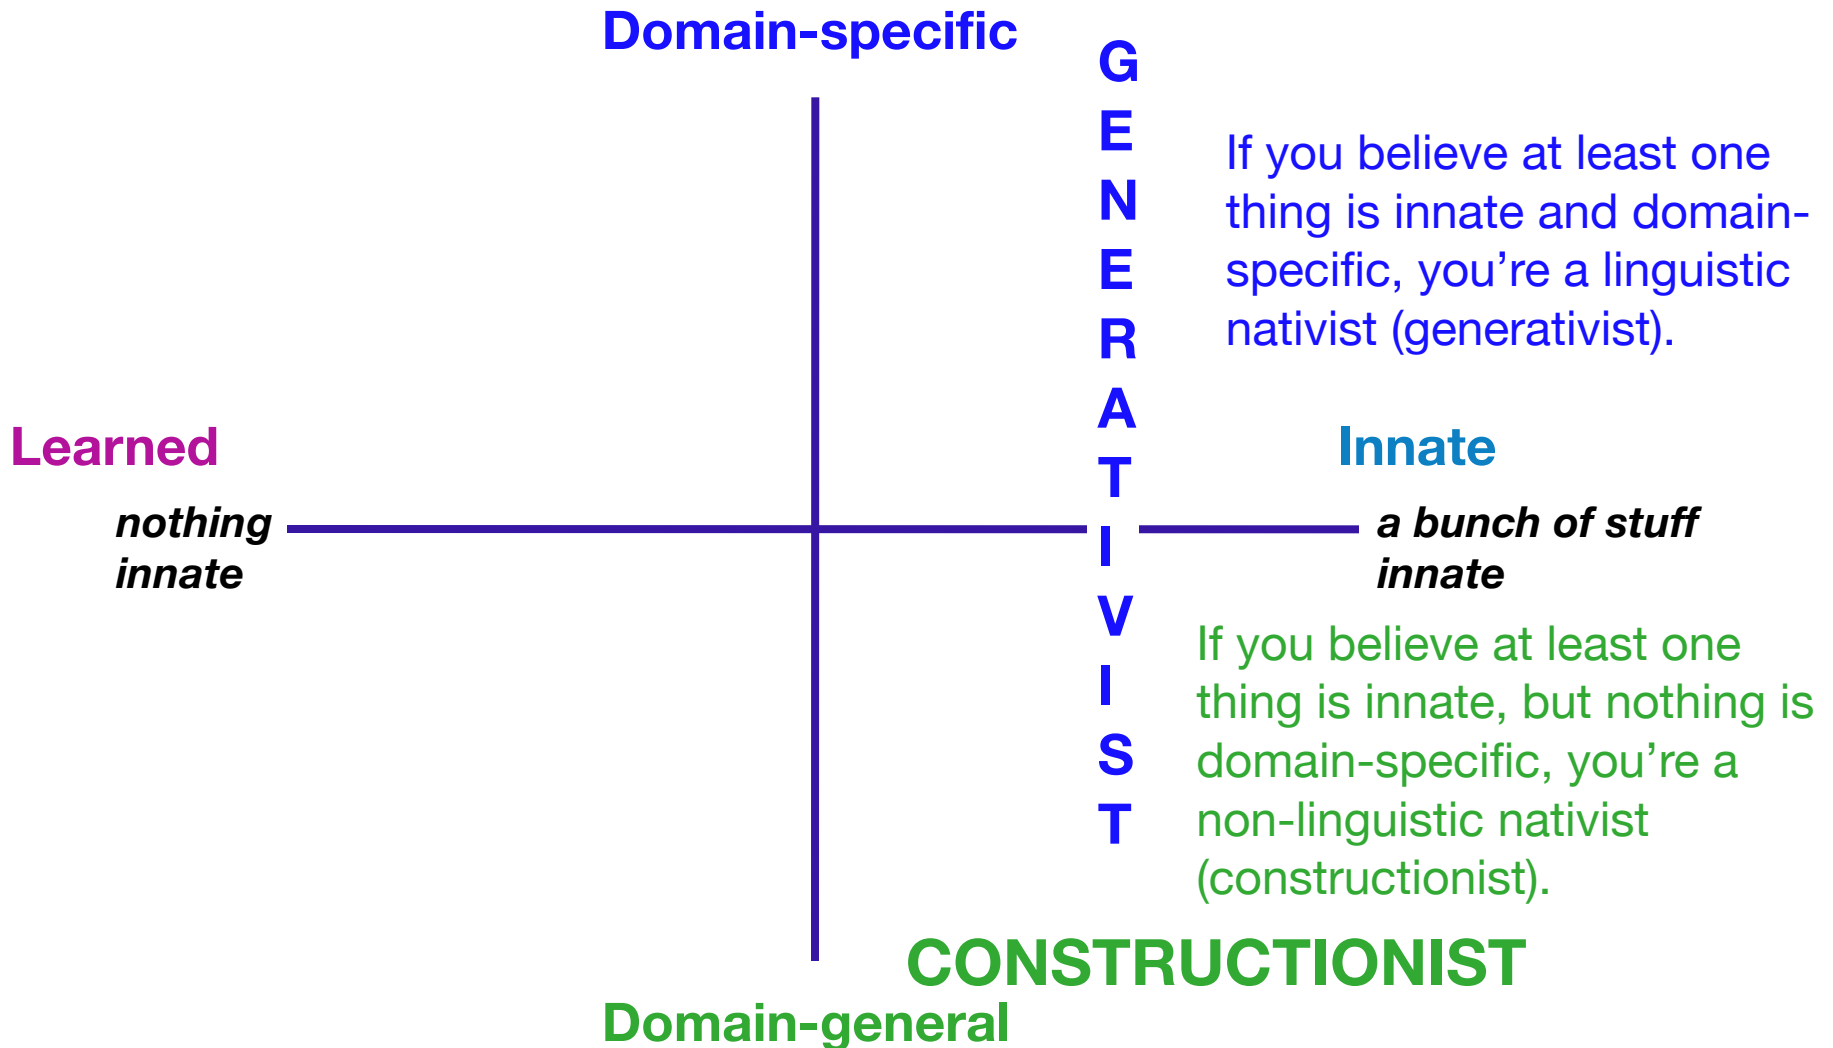 Domain-specific
GENERATIVIST
If you believe at least one
thing is innate and domain-
specific, you’re a linguistic
nativist (generativist).
Learned
Innate
nothing
innate
a bunch of stuff
innate
If you believe at least one
thing is innate, but nothing is
domain-specific, you’re a
non-linguistic nativist
(constructionist).
CONSTRUCTIONIST
Domain-general